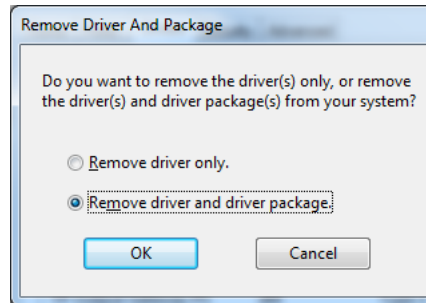 Remove Driver And Package
Do you want to remove the driver(s) only, or remove
the driver(s) and driver package(s) from your system?
Remove driver only.
Remove driver and driver package.
OK
Cancel